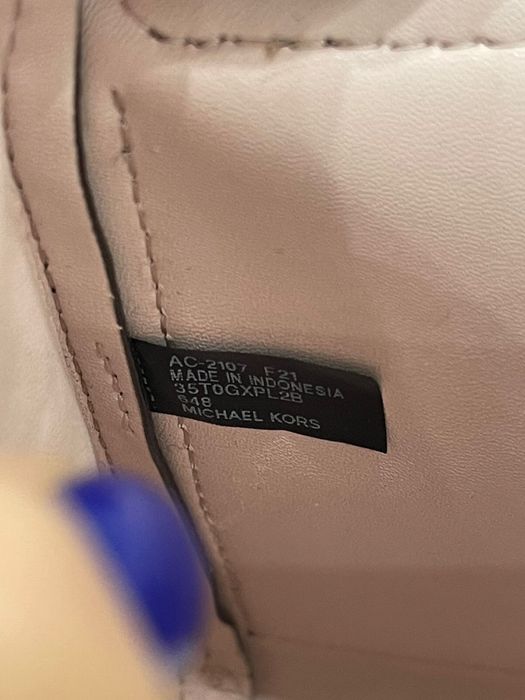 AC-2107 F21
MADE IN INDONESIA
35T0GXPL2B
648
MICHAEL KORS